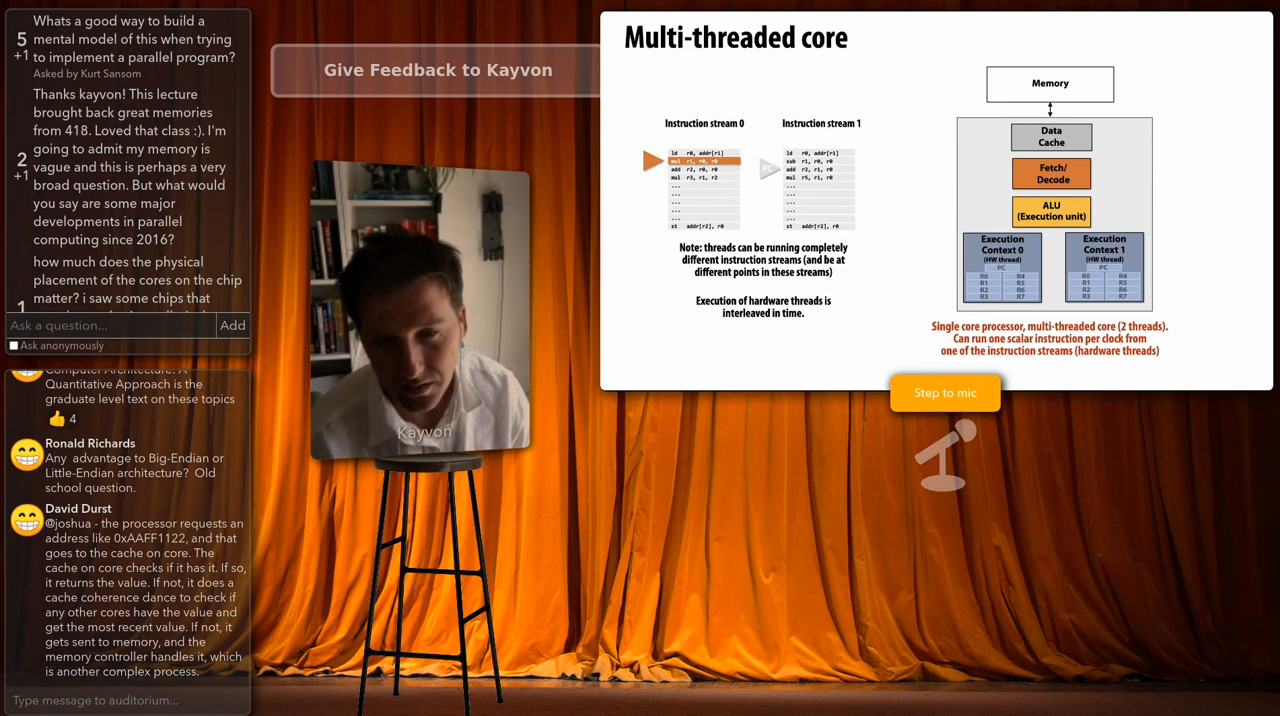 Whats a good way to build a
5
+1
mental model of this when trying
to implement a parallel program?
Asked by Kurt Sansom
Thanks kayvon! This lecture
brought back great memories
from 418. Loved that class :). I'm
going to admit my memory is
2
+1
vague and this is perhaps a very
broad question. But what would
you say are some major
developments in parallel
computing since 2016?
how much does the physical
placement of the cores on the chip
1
matter? i saw some chips that
Ask a question...
Add
Ask anonymously
Computer Architecture: A
Quantitative Approach is the
graduate level text on these topics
4
Ronald Richards
Any advantage to Big-Endian or
Little-Endian architecture? Old
school question.
David Durst
@joshua - the processor requests an
address like 0xAAFF1122, and that
goes to the cache on core. The
cache on core checks if it has it. If so,
it returns the value. If not, it does a
cache coherence dance to check if
any other cores have the value and
get the most recent value. If not, it
gets sent to memory, and the
memory controller handles it, which
is another complex process.
Type message to auditorium...
Give Feedback to Kayvon
Kayvon
Multi-threaded core
Instruction stream 0
ld r0, addr[r1]
mul r1, r0, r0
add r2, r0, r0
mul r3, r1, r2
...
...
...
...
...
st addr[r2], r0
Instruction stream 1
PC
ld r0, addr[r1]
sub r1, r0, r0
add r2, r1, r0
mul r5, r1, r0
...
...
...
...
...
st addr[r2], r0
Note: threads can be running completely
different instruction streams (and be at
different points in these streams)
Execution of hardware threads is
interleaved in time.
Memory
Data
Cache
Fetch/
Decode
ALU
(Execution unit)
Execution
Context 0
(HW thread)
PC
R0 R4
R1 R5
R2 R6
R3 R7
Execution
Context 1
(HW thread)
PC
R0 R4
R1 R5
R2 R6
R3 R7
Single core processor, multi-threaded core (2 threads).
Can run one scalar instruction per clock from
one of the instruction streams (hardware threads)
Step to mic